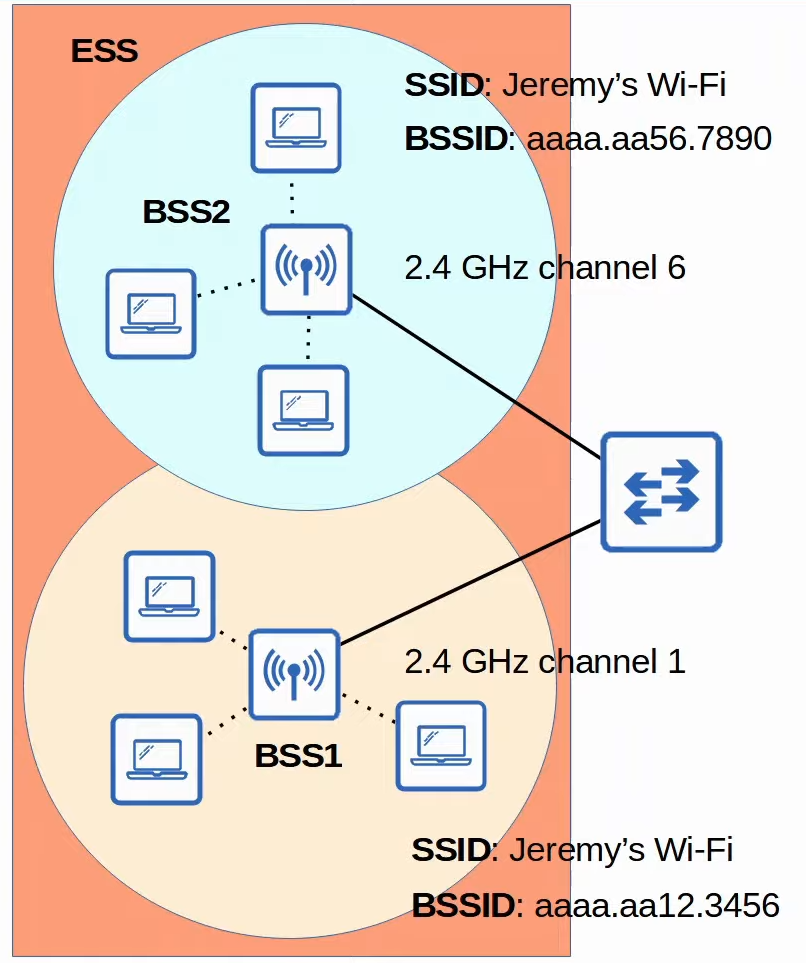 ESS
SSID: Jeremy’s Wi-Fi
BSSID: aaaa.aa56.7890
BSS2
2.4 GHz channel 6
2.4 GHz channel 1
BSS1
SSID: Jeremy’s Wi-Fi
BSSID: aaaa.aa12.3456